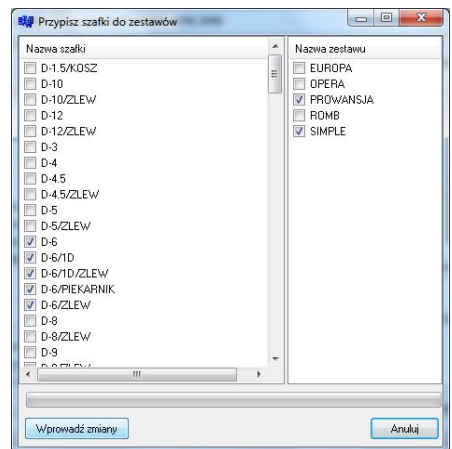 Przypisz szafki do zestawów
Nazwa szafki
D-1.5/KOSZ
D-10
D-10/ZLEW
D-12
D-12/ZLEW
D-3
D-4
D-4.5
D-4.5/ZLEW
D-5
D-5/ZLEW
D-6
D-6/1D
D-6/1D/ZLEW
D-6/PIEKARNIK
D-6/ZLEW
D-8
D-8/ZLEW
D-9
Nazwa zestawu
EUROPA
OPERA
PROWANSJA
ROMB
SIMPLE
Wprowadź zmiany
Anuluj